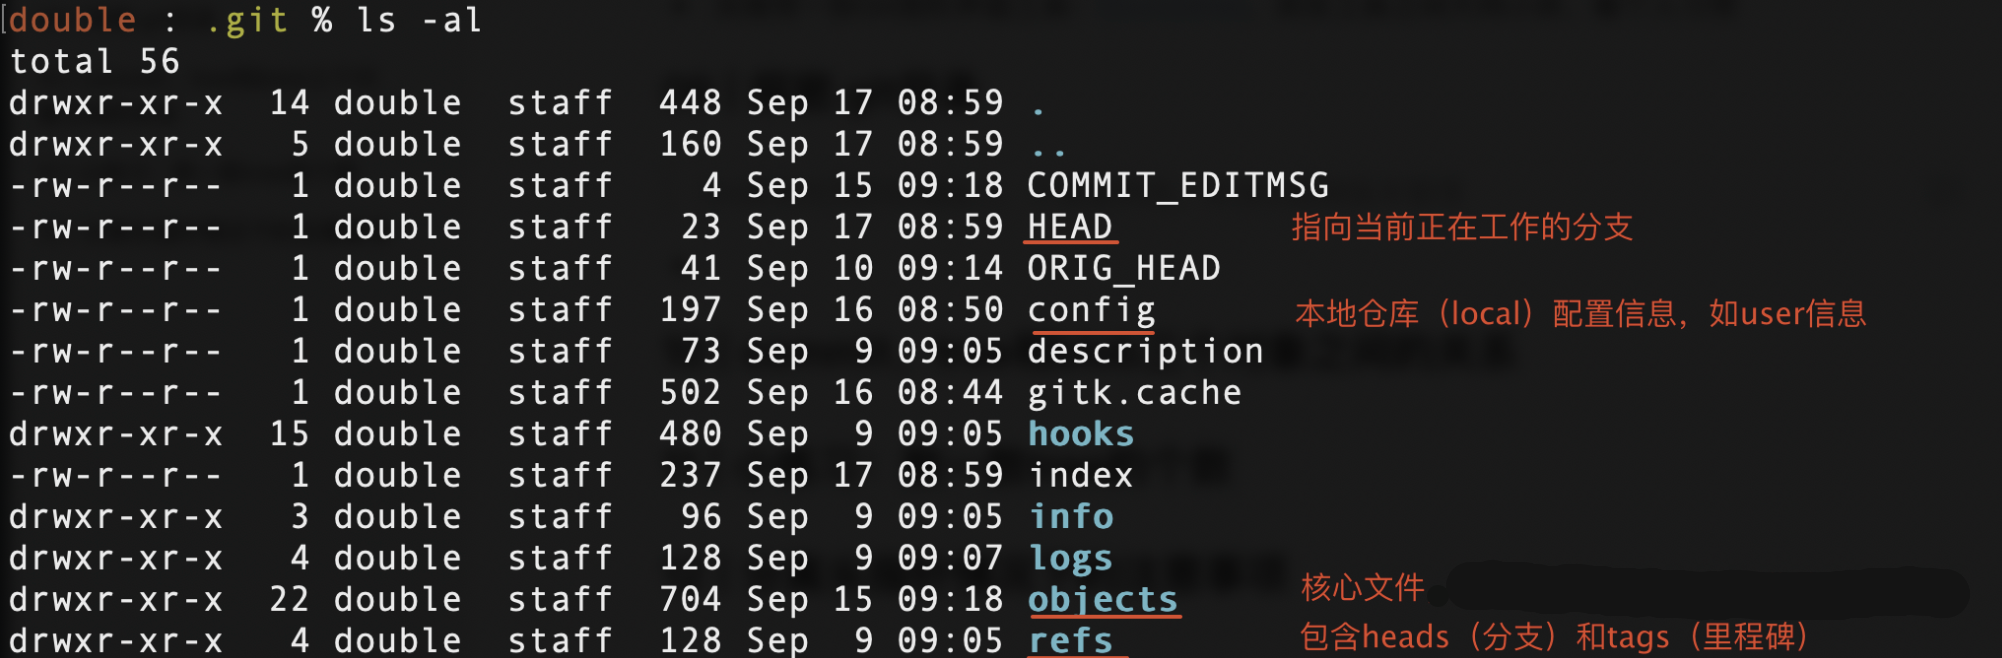 double : .git % ls -al
total 56
drwxr-xr-x 14 double staff 448 Sep 17 08:59 .
drwxr-xr-x 5 double staff 160 Sep 17 08:59 ..
-rw-r--r-- 1 double staff 4 Sep 15 09:18 COMMIT_EDITMSG
-rw-r--r-- 1 double staff 23 Sep 17 08:59 HEAD 指向当前正在工作的分支
-rw-r--r-- 1 double staff 41 Sep 10 09:14 ORIG_HEAD
-rw-r--r-- 1 double staff 197 Sep 16 08:50 config 本地仓库（local）配置信息，如user信息
-rw-r--r-- 1 double staff 73 Sep 9 09:05 description
-rw-r--r-- 1 double staff 502 Sep 16 08:44 gitk.cache
drwxr-xr-x 15 double staff 480 Sep 9 09:05 hooks
-rw-r--r-- 1 double staff 237 Sep 17 08:59 index
drwxr-xr-x 3 double staff 96 Sep 9 09:05 info
drwxr-xr-x 4 double staff 128 Sep 9 09:07 logs
drwxr-xr-x 22 double staff 704 Sep 15 09:18 objects 核心文件
drwxr-xr-x 4 double staff 128 Sep 9 09:05 refs 包含heads（分支）和tags（里程碑）